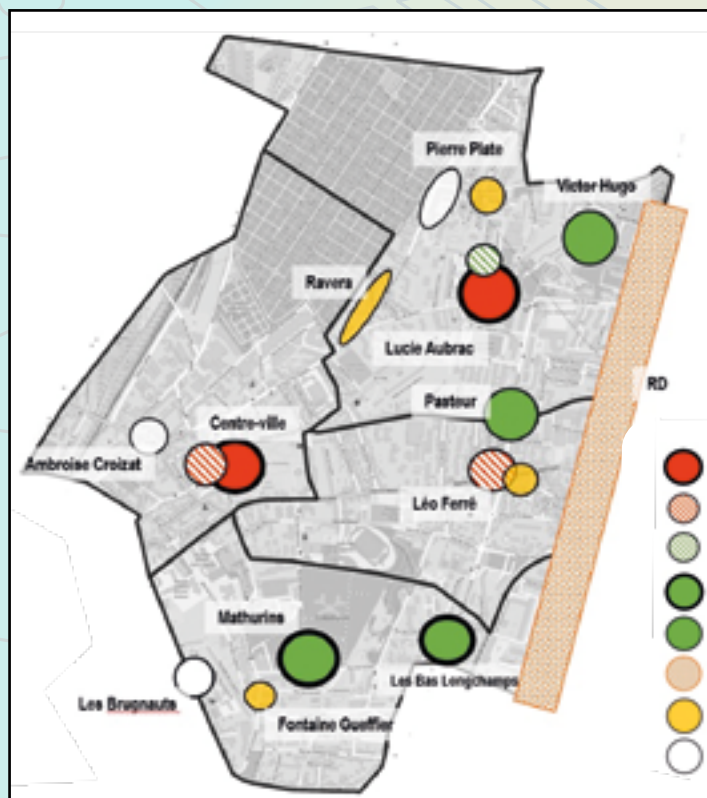 Pierre Plate
Victor Hugo
Ravera
Lucie Aubrac
RD
Pasteur
Centre-ville
Ambroise Croizat
Léo Ferré
Mathurins
Les Bas Longchamps
Les Brugnauts
Fontaine Gueffier